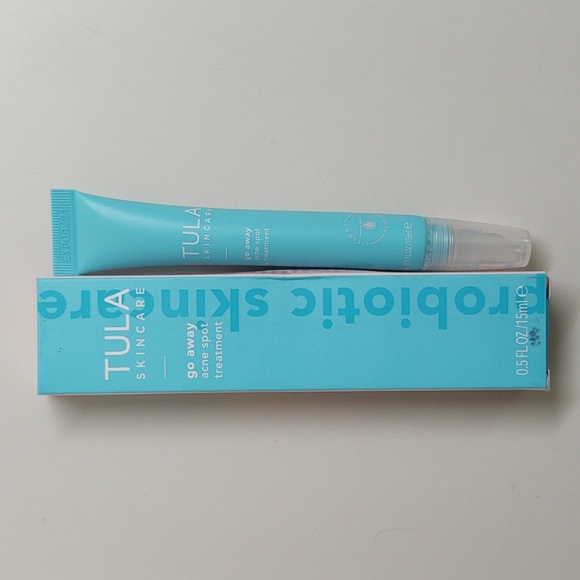 TULA
SKINCARE
go away
acne spot
treatment
probiotic skincare
TULA
SKINCARE
go away
acne spot
treatment
0.5 FL OZ/15ml e